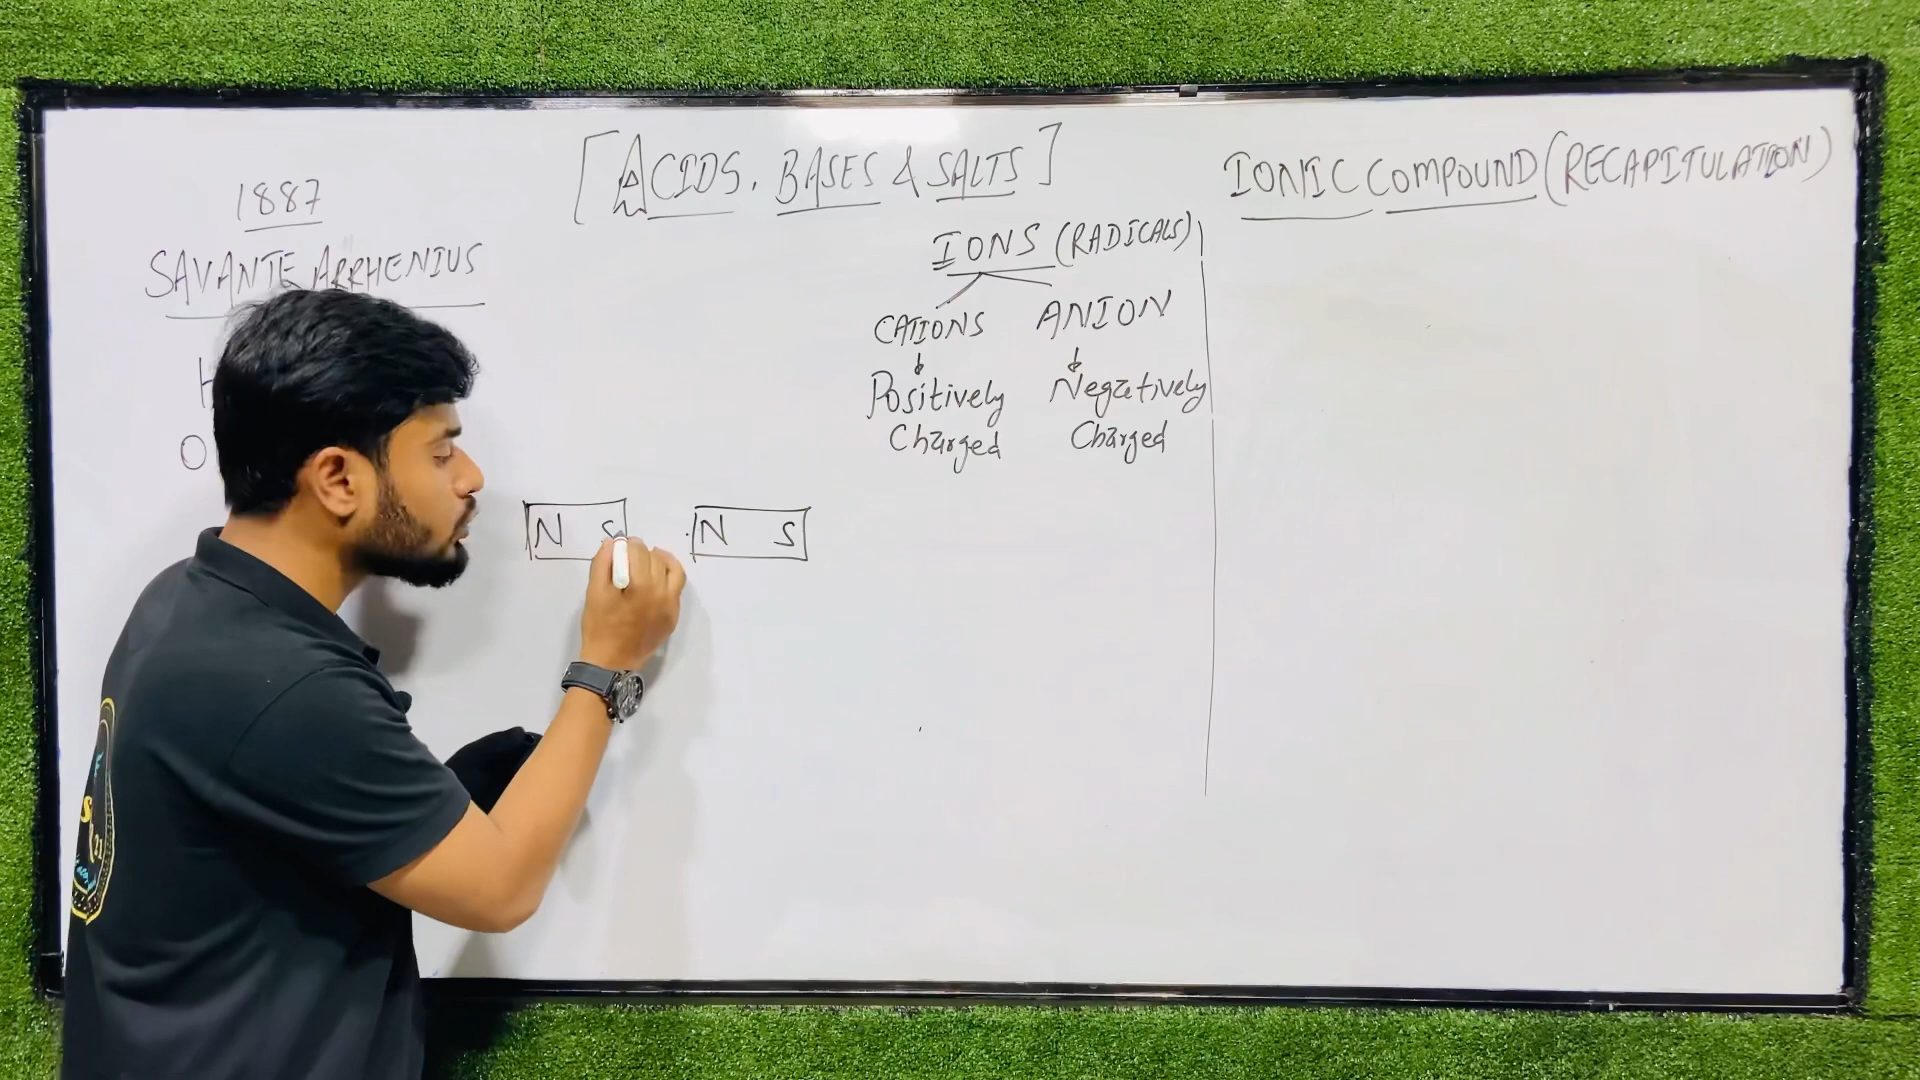 [ACIDS, BASES & SALTS]
IONIC COMPOUND (RECAPITULATION)
1887
SAVANTE ARRHENIUS
H
O
IONS (RADICALS)
CATIONS ANION
Positively Negatively
Charged Charged
N S N S